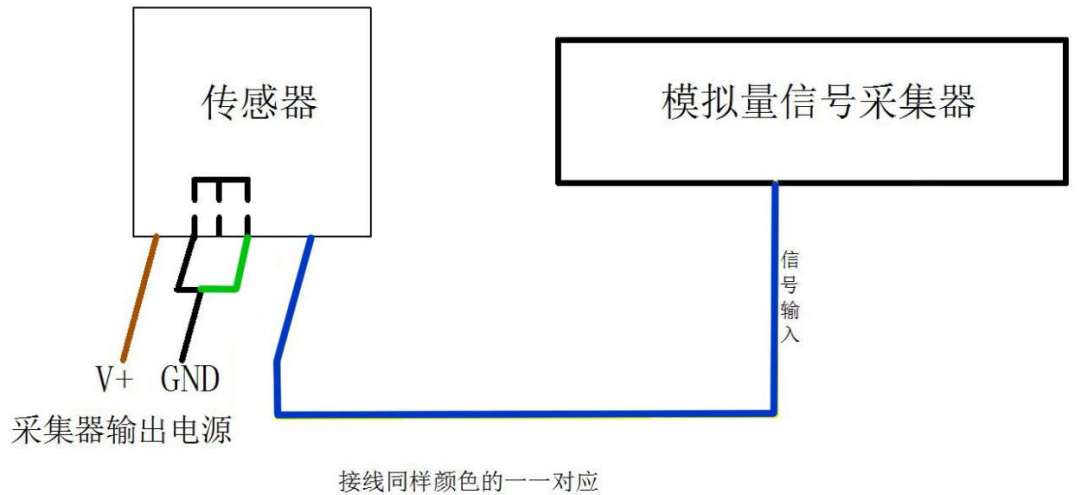 传感器
模拟量信号采集器
信号输入
V+ GND
采集器输出电源
接线同样颜色的一一对应